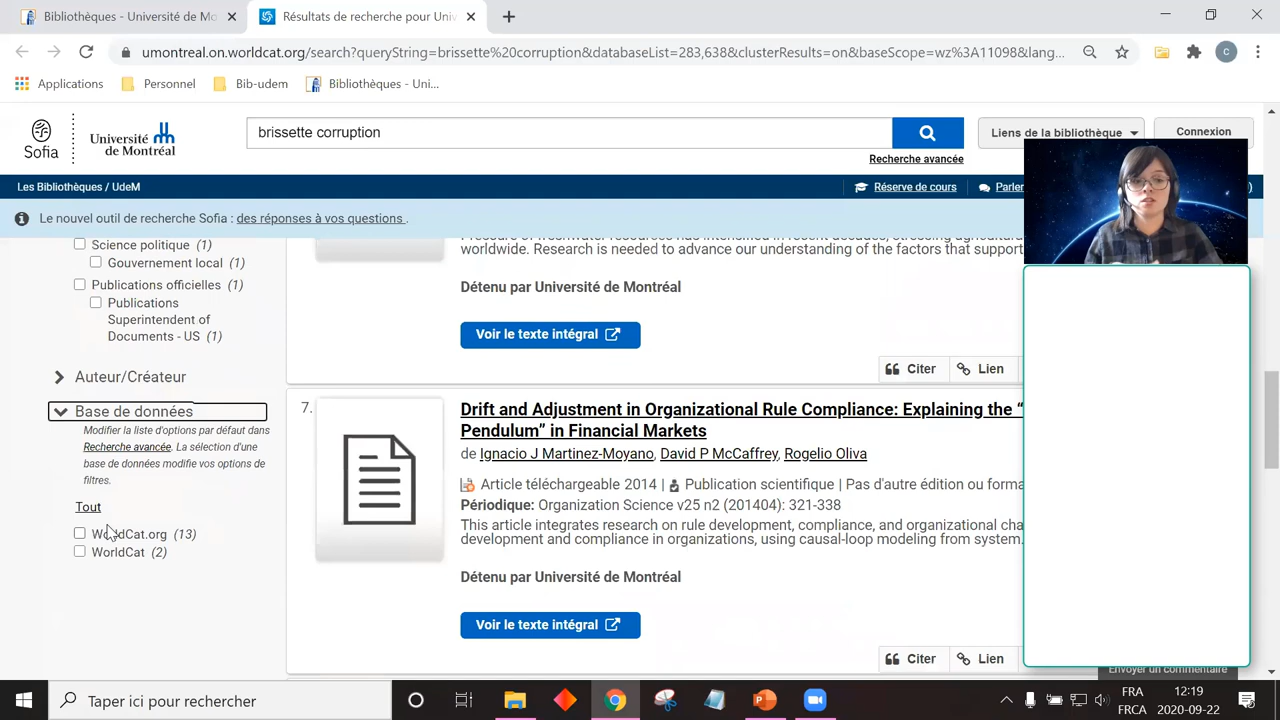 Bibliothèques - Université de Mo
Résultats de recherche pour Univ
umontreal.on.worldcat.org/search?queryString=brissette%20corruption&databaseList=283,638&clusterResults=on&baseScope=wz%3A11098&lang...
C
Applications
Personnel
Bib-udem
Bibliothèques - Uni...
Sofia
Université
de Montréal
brissette corruption
Liens de la bibliothèque
Connexion
Recherche avancée
Les Bibliothèques / UdeM
Réserve de cours
Parler
Le nouvel outil de recherche Sofia : des réponses à vos questions .
Science politique (1)
Gouvernement local (1)
Publications officielles (1)
Publications
Superintendent of
Documents - US (1)
Auteur/Créateur
Base de données
Modifier la liste d'options par défaut dans
Recherche avancée. La sélection d'une
base de données modifie vos options de
filtres.
Tout
WorldCat.org (13)
WorldCat (2)
worldwide. Research is needed to advance our understanding of the factors that support
Détenu par Université de Montréal
Voir le texte intégral
Citer
Lien
7.
Drift and Adjustment in Organizational Rule Compliance: Explaining the “
Pendulum” in Financial Markets
de Ignacio J Martinez-Moyano, David P McCaffrey, Rogelio Oliva
Article téléchargeable 2014 | Publication scientifique | Pas d'autre édition ou forma
Périodique: Organization Science v25 n2 (201404): 321-338
This article integrates research on rule development, compliance, and organizational cha
development and compliance in organizations, using causal-loop modeling from system
Détenu par Université de Montréal
Voir le texte intégral
Citer
Lien
Envoyer un commentaire
Taper ici pour rechercher
FRA
FRCA
12:19
2020-09-22